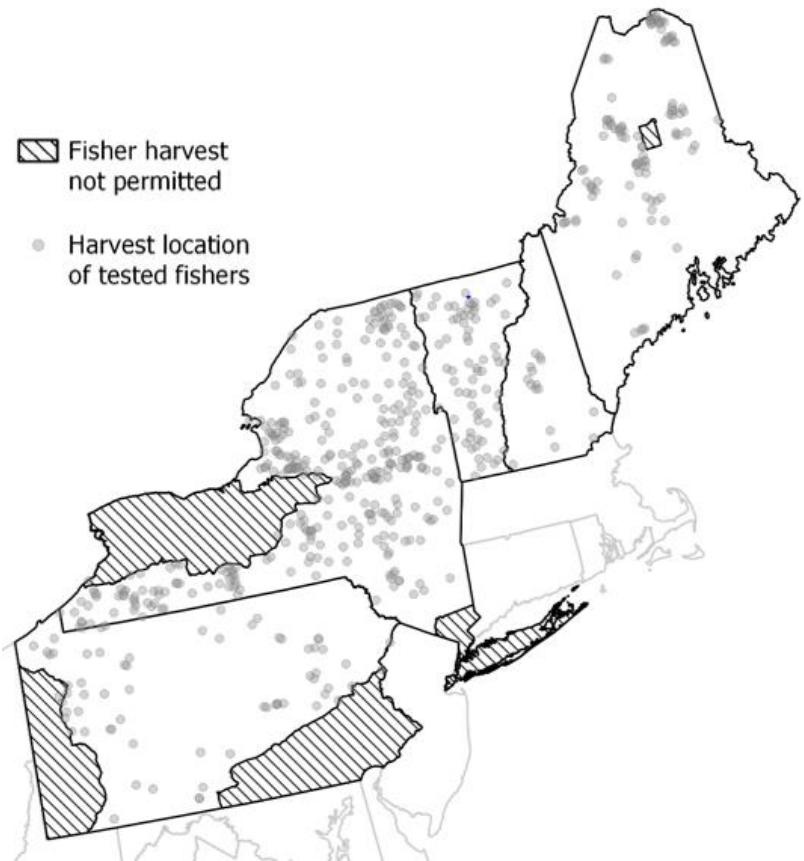 Fisher harvest
not permitted
Harvest location
of tested fishers